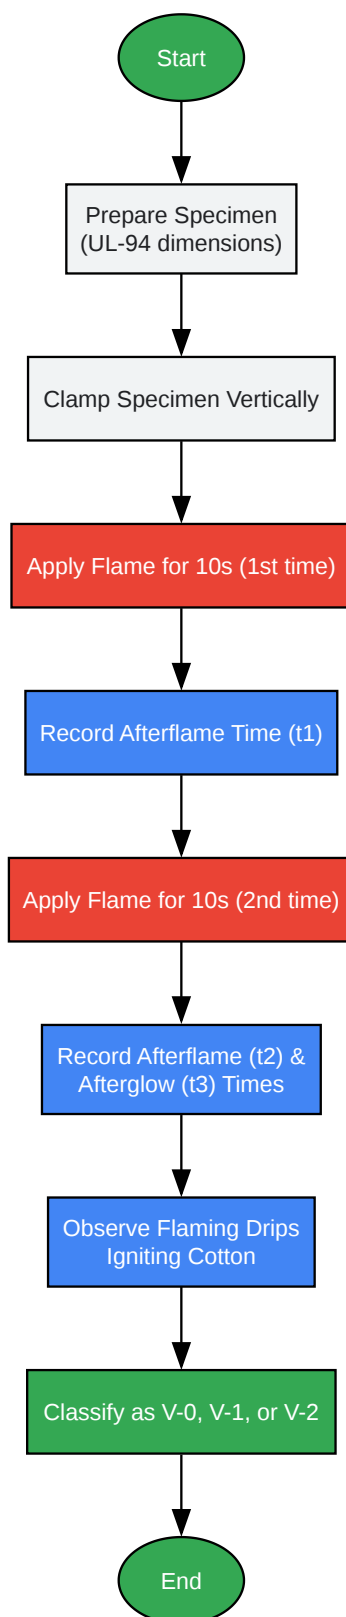 Start
Prepare Specimen
(UL-94 dimensions)
Clamp Specimen Vertically
Apply Flame for 10s (1st time)
Record Afterflame Time (t1)
Apply Flame for 10s (2nd time)
Record Afterflame (t2) &
Afterglow (t3) Times
Observe Flaming Drips
Igniting Cotton
Classify as V-0, V-1, or V-2
End